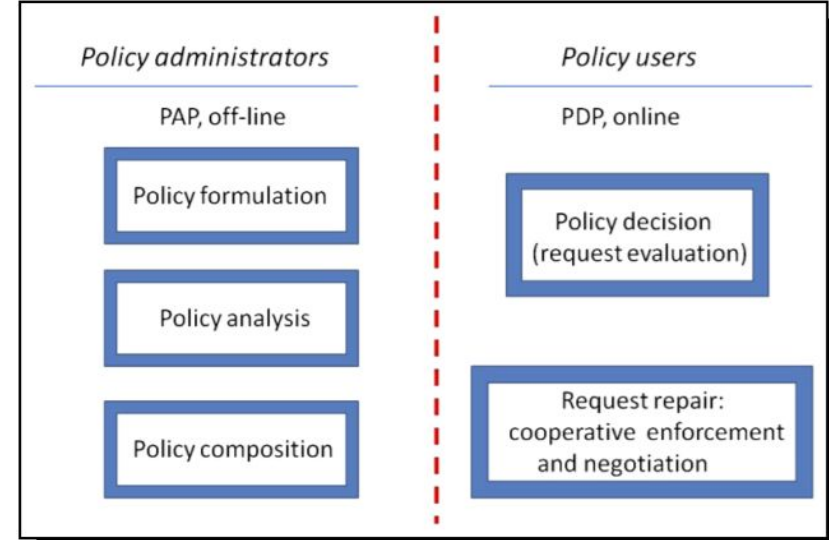 Policy administrators
PAP, off-line
Policy formulation
Policy analysis
Policy composition
Policy users
PDP, online
Policy decision
(request evaluation)
Request repair:
cooperative enforcement
and negotiation